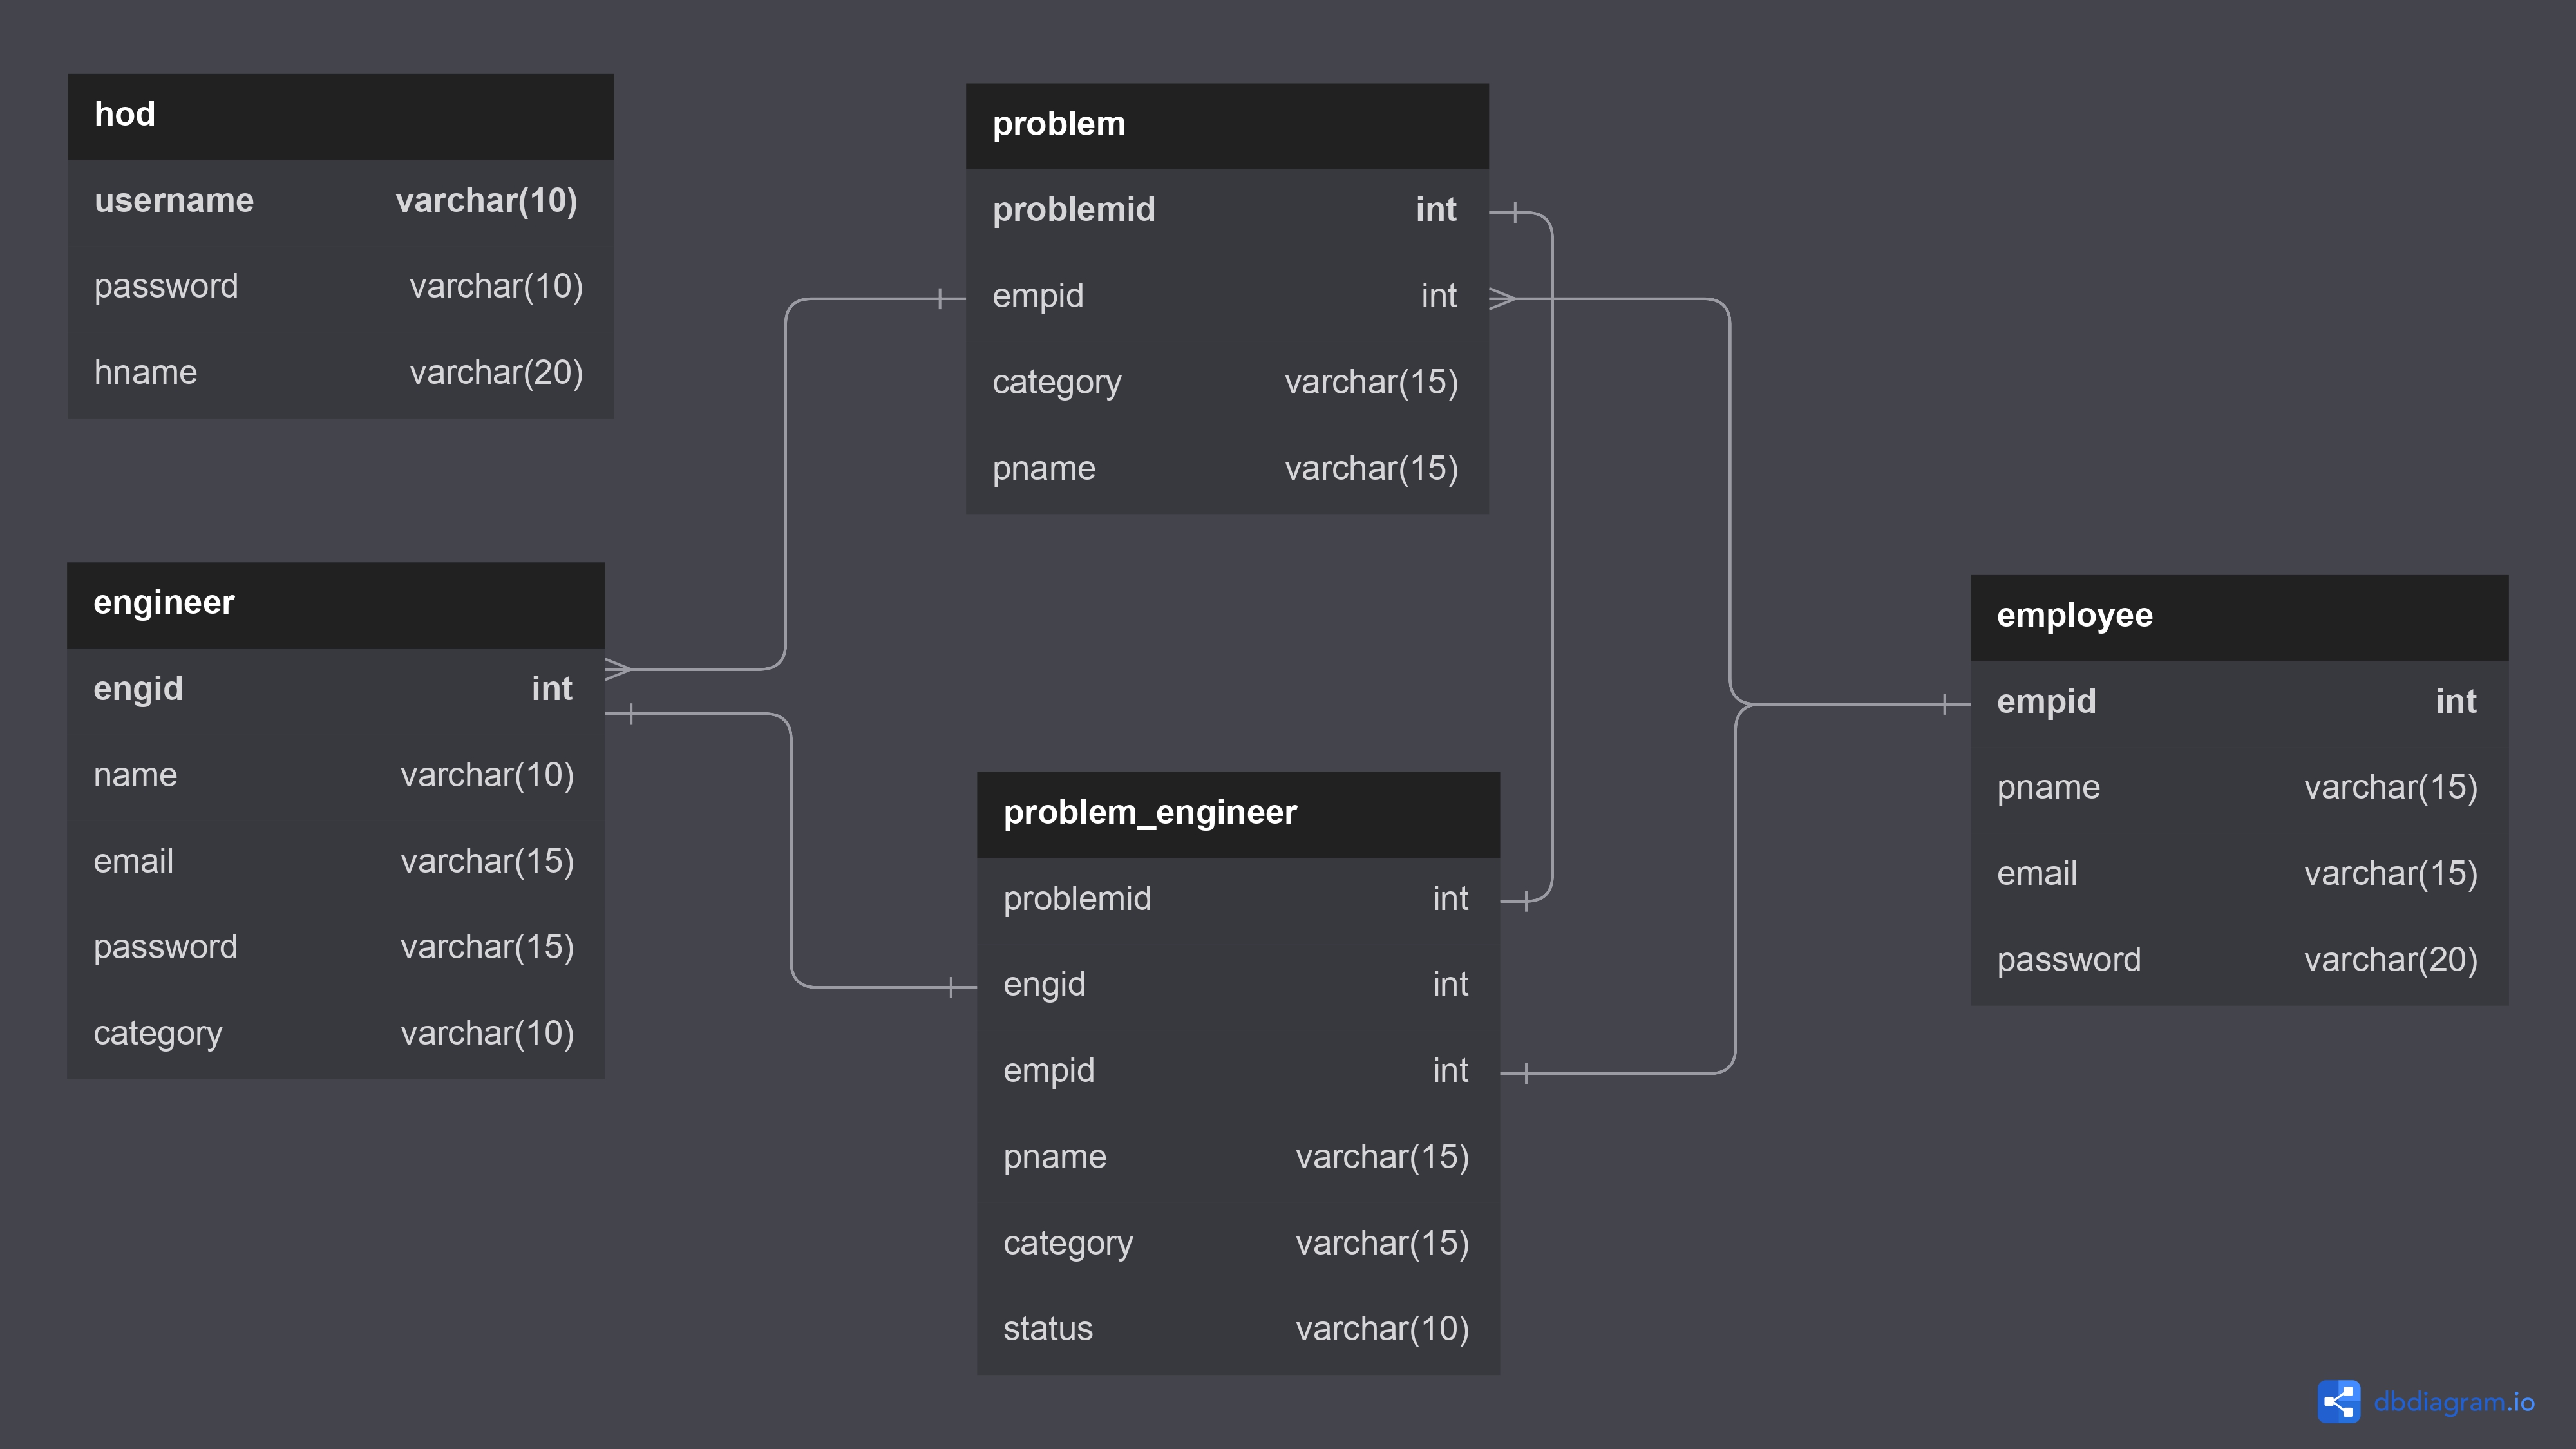 hod
username varchar(10)
password varchar(10)
hname varchar(20)
problem
problemid int
empid int
category varchar(15)
pname varchar(15)
engineer
engid int
name varchar(10)
email varchar(15)
password varchar(15)
category varchar(10)
problem_engineer
problemid int
engid int
empid int
pname varchar(15)
category varchar(15)
status varchar(10)
employee
empid int
pname varchar(15)
email varchar(15)
password varchar(20)
dbdiagram.io